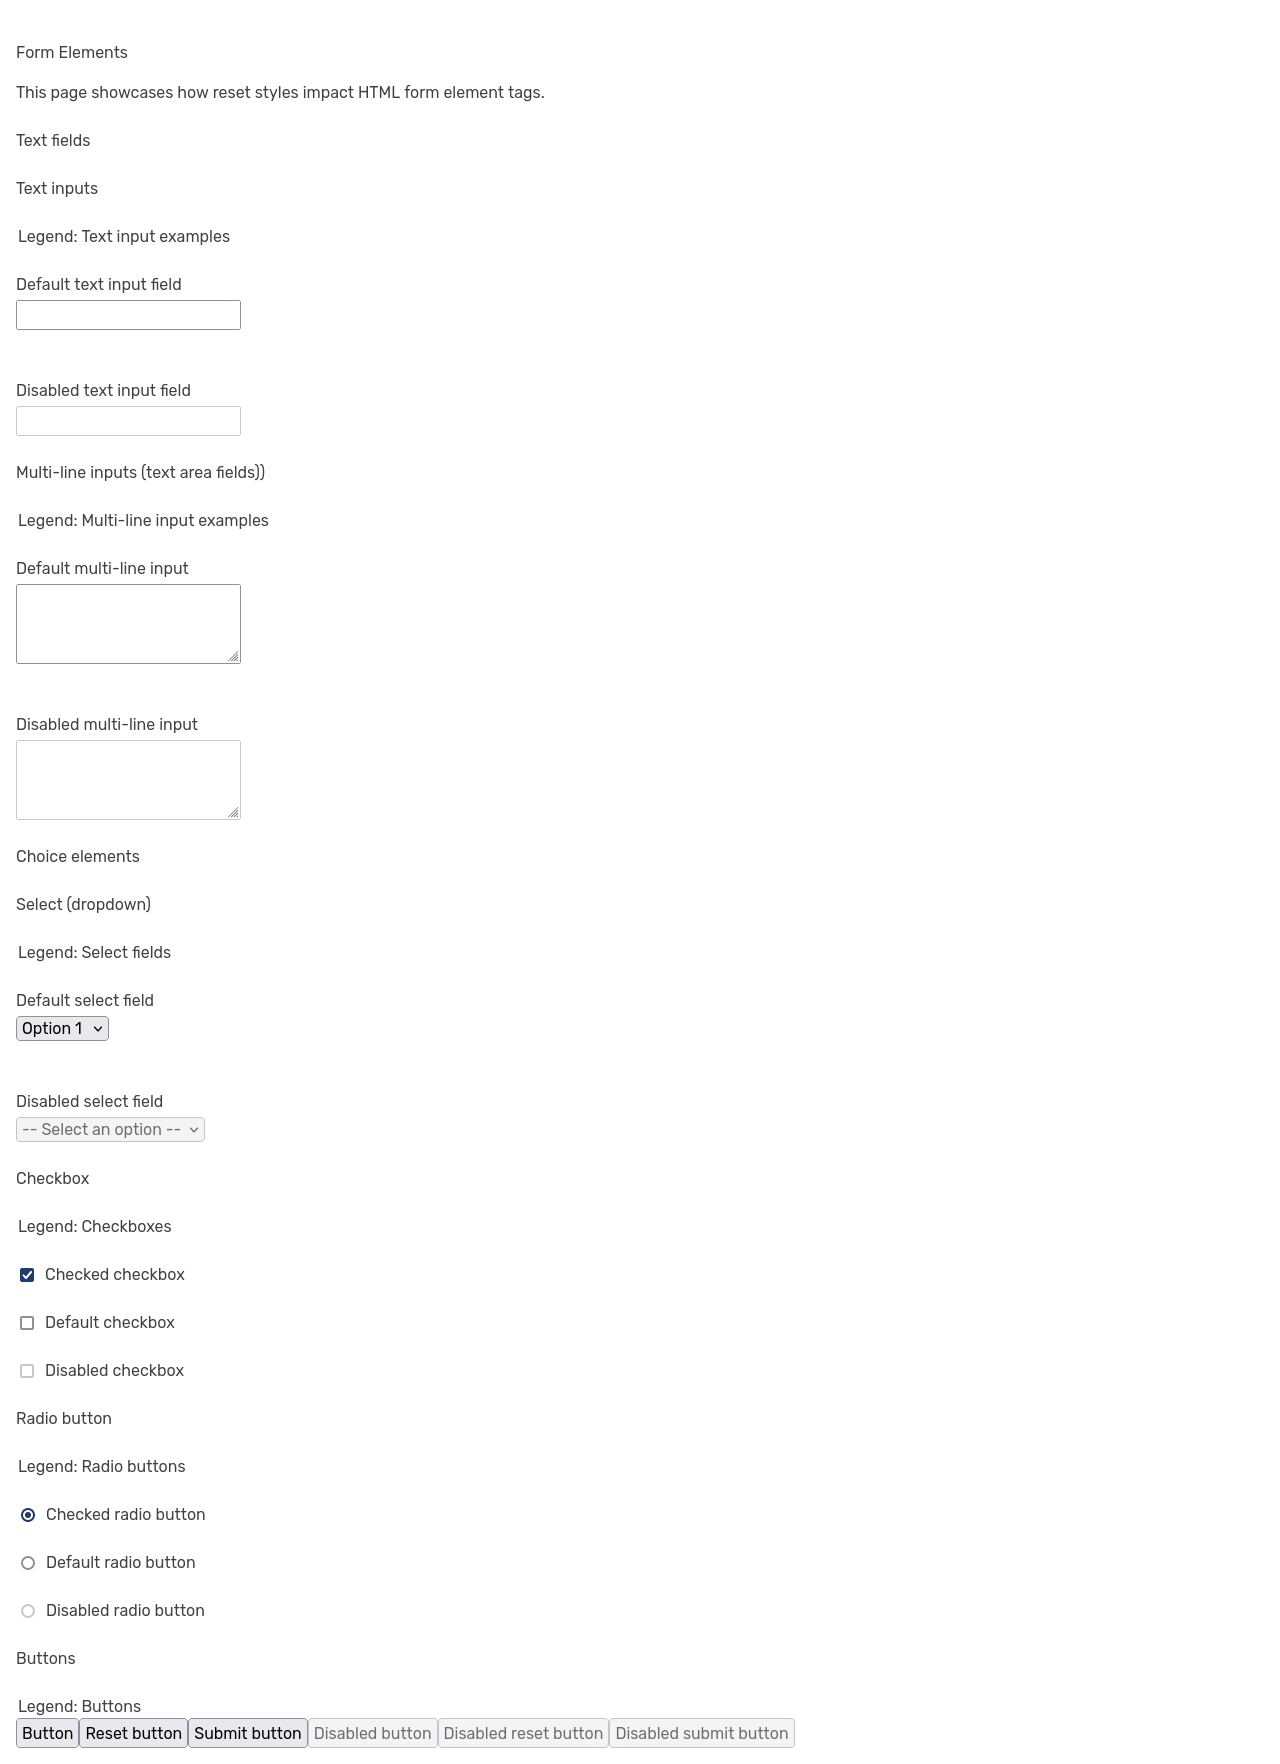 Form Elements
This page showcases how reset styles impact HTML form element tags.
Text fields
Text inputs
Legend: Text input examples
Default text input field
Disabled text input field
Multi-line inputs (text area fields))
Legend: Multi-line input examples
Default multi-line input
Disabled multi-line input
Choice elements
Select (dropdown)
Legend: Select fields
Default select field
Option 1
Disabled select field
-- Select an option --
Checkbox
Legend: Checkboxes
Checked checkbox
Default checkbox
Disabled checkbox
Radio button
Legend: Radio buttons
Checked radio button
Default radio button
Disabled radio button
Buttons
Legend: Buttons
Button Reset button Submit button Disabled button Disabled reset button Disabled submit button